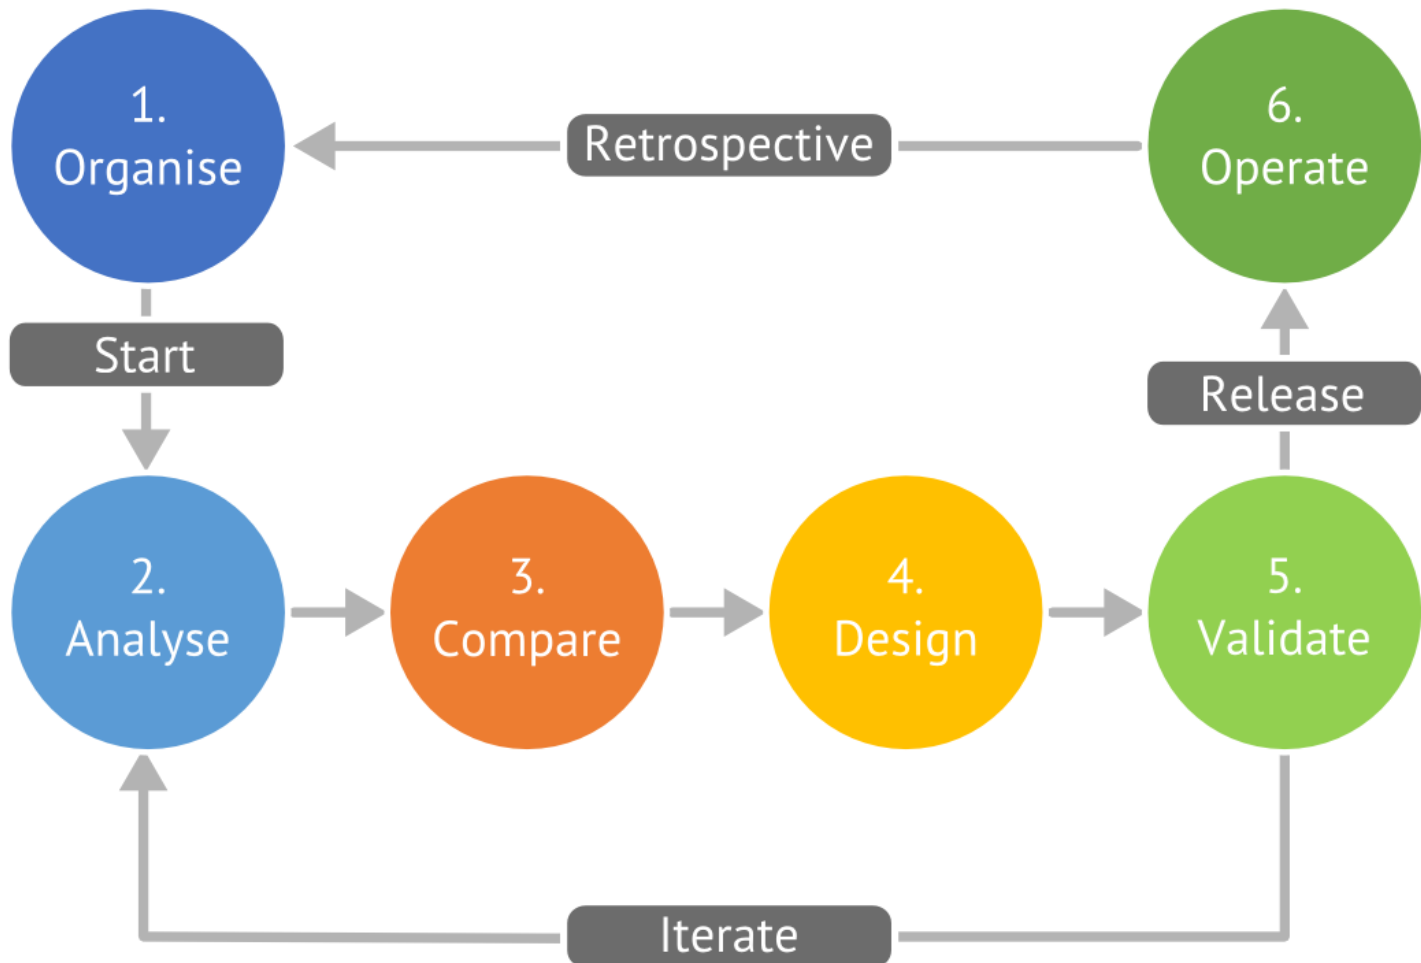 1.
Organise
Retrospective
6.
Operate
Start
Release
2.
Analyse
3.
Compare
4.
Design
5.
Validate
Iterate